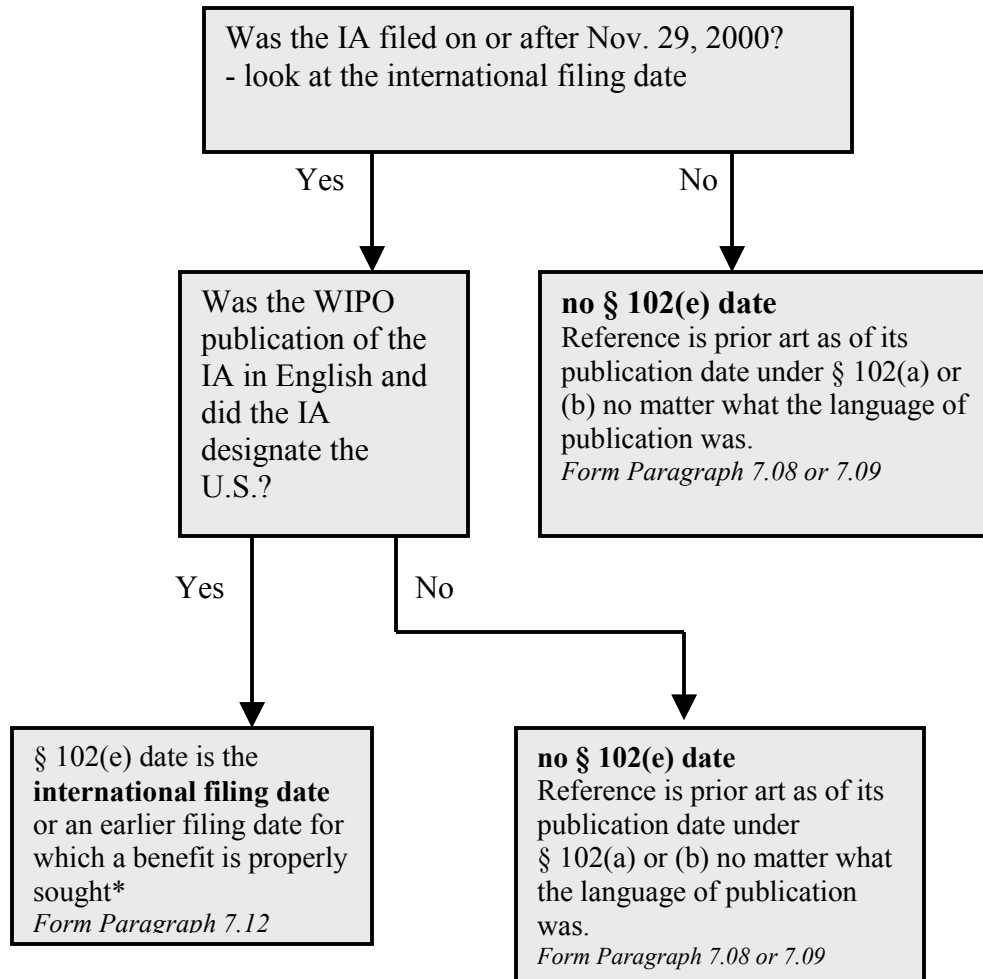 Was the IA filed on or after Nov. 29, 2000?
- look at the international filing date
Yes
No
Was the WIPO
publication of the
IA in English and
did the IA
designate the
U.S.?
no § 102(e) date
Reference is prior art as of its
publication date under § 102(a) or
(b) no matter what the language of
publication was.
Form Paragraph 7.08 or 7.09
Yes
No
§ 102(e) date is the
international filing date
or an earlier filing date for
which a benefit is properly
sought*
Form Paragraph 7.12
no § 102(e) date
Reference is prior art as of its
publication date under
§ 102(a) or (b) no matter what
the language of publication
was.
Form Paragraph 7.08 or 7.09